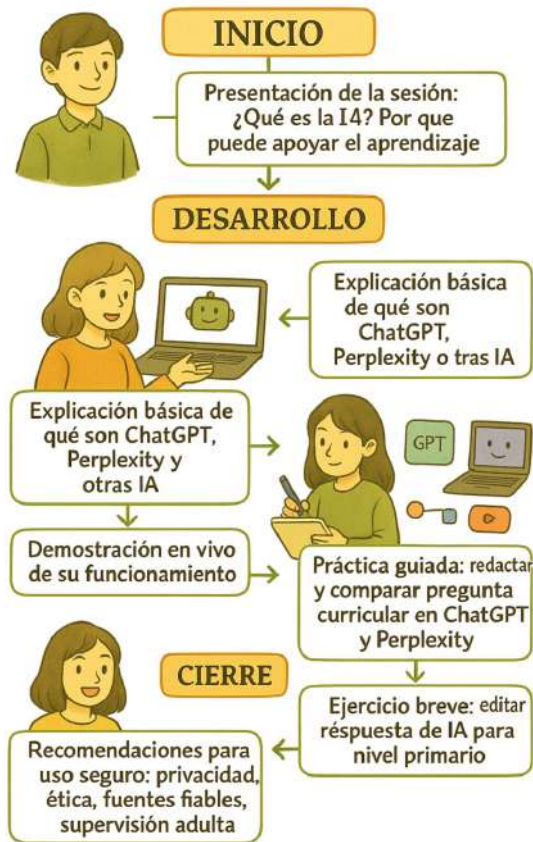 INICIO
Presentación de la sesión:
¿Qué es la I4? Por que
puede apoyar el aprendizaje
DESARROLLO
Explicación básica
de qué son
ChatGPT,
Perplexity o tras IA
Explicación básica de
qué son ChatGPT,
Perplexity y
otras IA
GPT
Demostración en vivo
de su funcionamiento
Práctica guiada: redactar
y comparar pregunta
curricular en ChatGPT
y Perplexity
CIERRE
Ejercicio breve: editar
réspuesta de IA para
nivel primario
Recomendaciones para
uso seguro: privacidad,
ética, fuentes fiables,
supervisión adulta